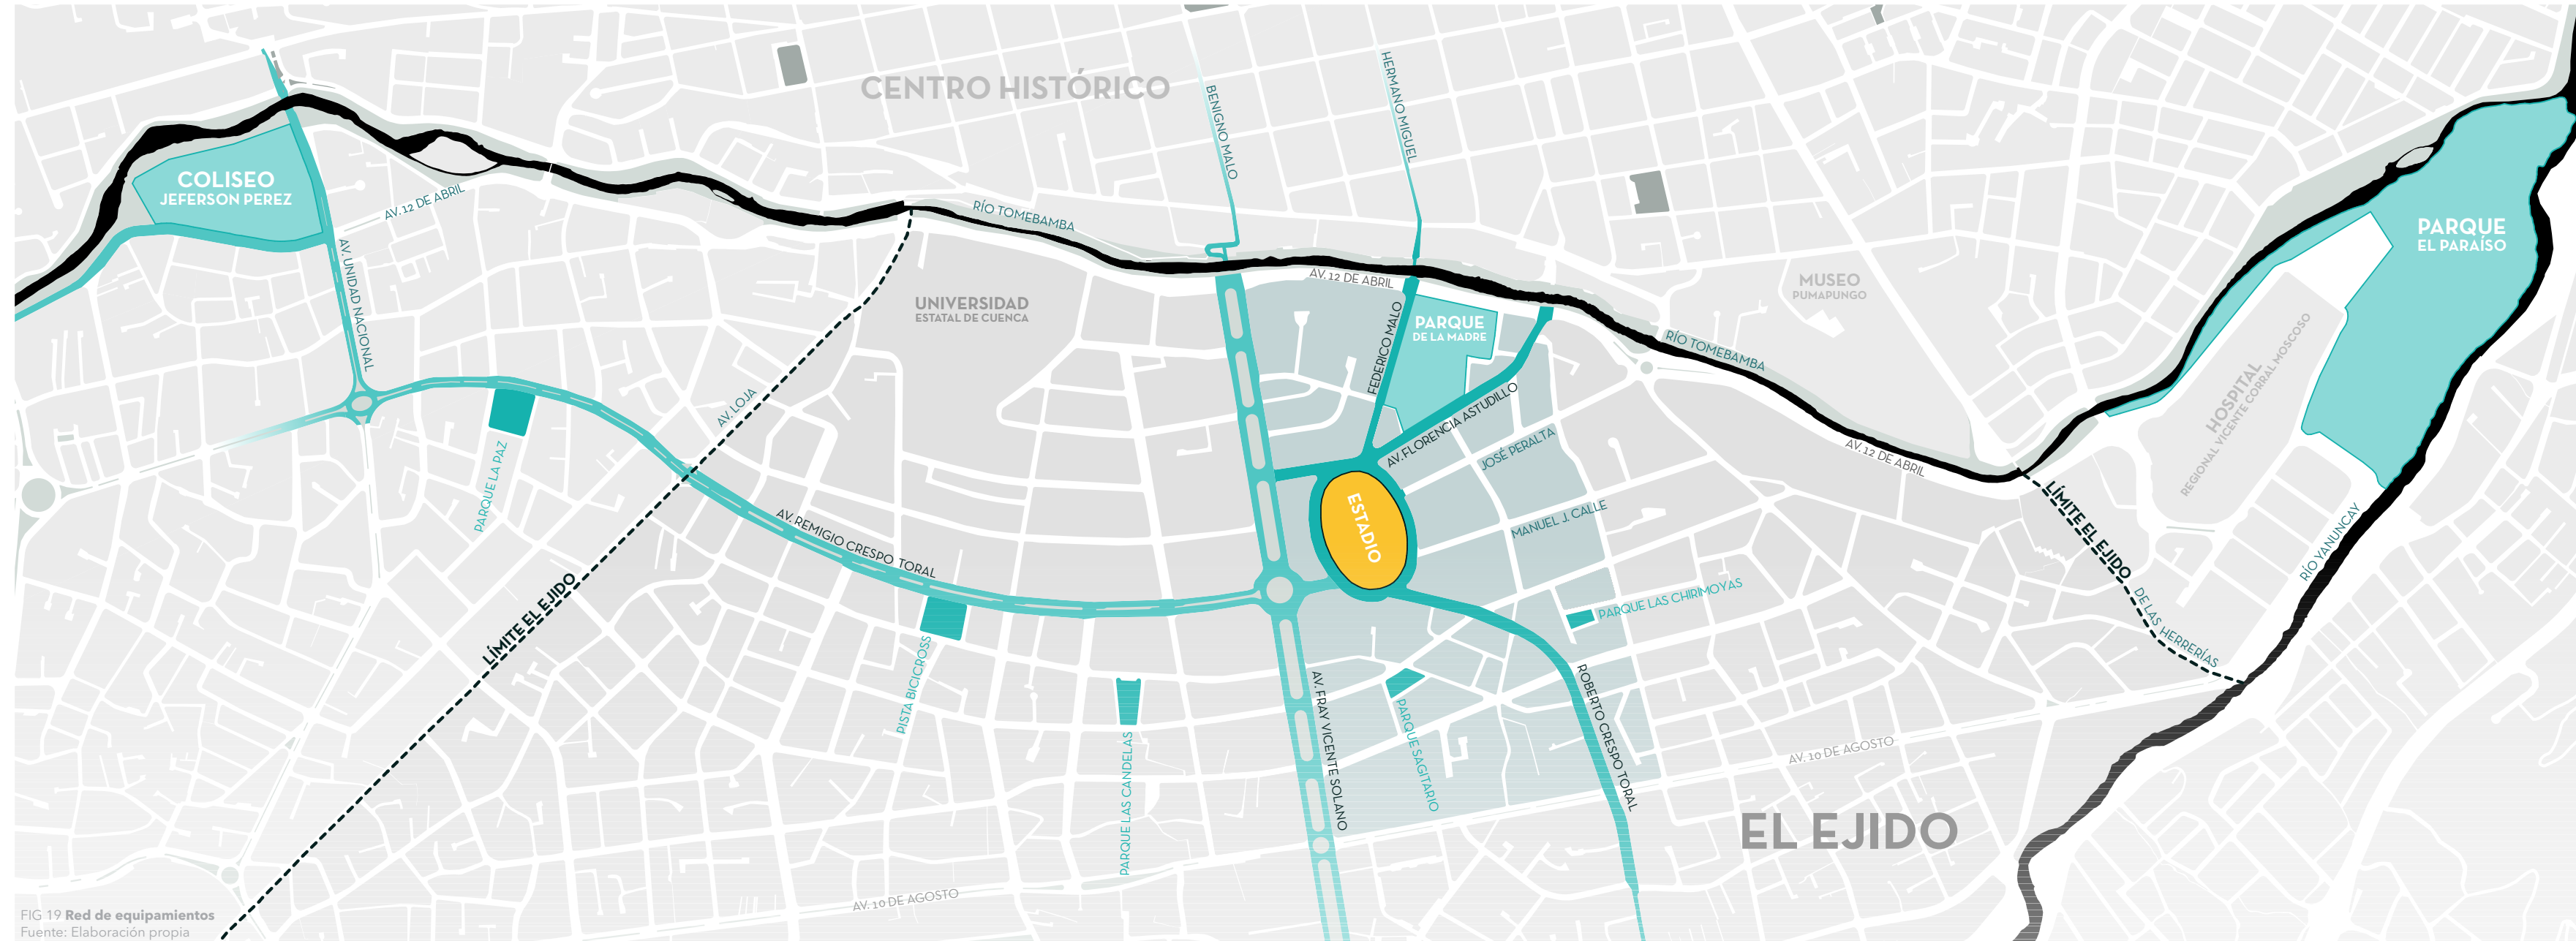 CENTRO HISTÓRICO
BENIGNO MALO
HERMANO MIGUEL
COLISEO
JEFERSON PEREZ
AV. 12 DE ABRIL
AV. UNIDAD NACIONAL
RÍO TOMEBAMBA
UNIVERSIDAD
ESTATAL DE CUENCA
AV. 12 DE ABRIL
FEDERICO MALO
PARQUE
DE LA MADRE
MUSEO
PUMAPUNGO
RÍO TOMEBAMBA
PARQUE
EL PARAÍSO
HOSPITAL
REGIONAL VICENTE CORRAL MOSCOSO
AV. LOJA
PARQUE LA PAZ
AV. FLORENCIA ASTUDILLO
JOSÉ PERALTA
AV. 12 DE ABRIL
ESTADIO
MANUEL J. CALLE
AV. REMIGIO CRESPO TORAL
LÍMITE EL EJIDO
DE LAS HERRERÍAS
RÍO YANUNCAY
LÍMITE EL EJIDO
PARQUE LAS CHIRIMOYAS
PISTA BICICROSS
PARQUE LAS CANDELAS
AV. FRAY VICENTE SOLANO
PARQUE SAGITARIO
ROBERTO CRESPO TORAL
AV. 10 DE AGOSTO
EL EJIDO
AV. 10 DE AGOSTO
FIG 19 Red de equipamientos
Fuente: Elaboración propia